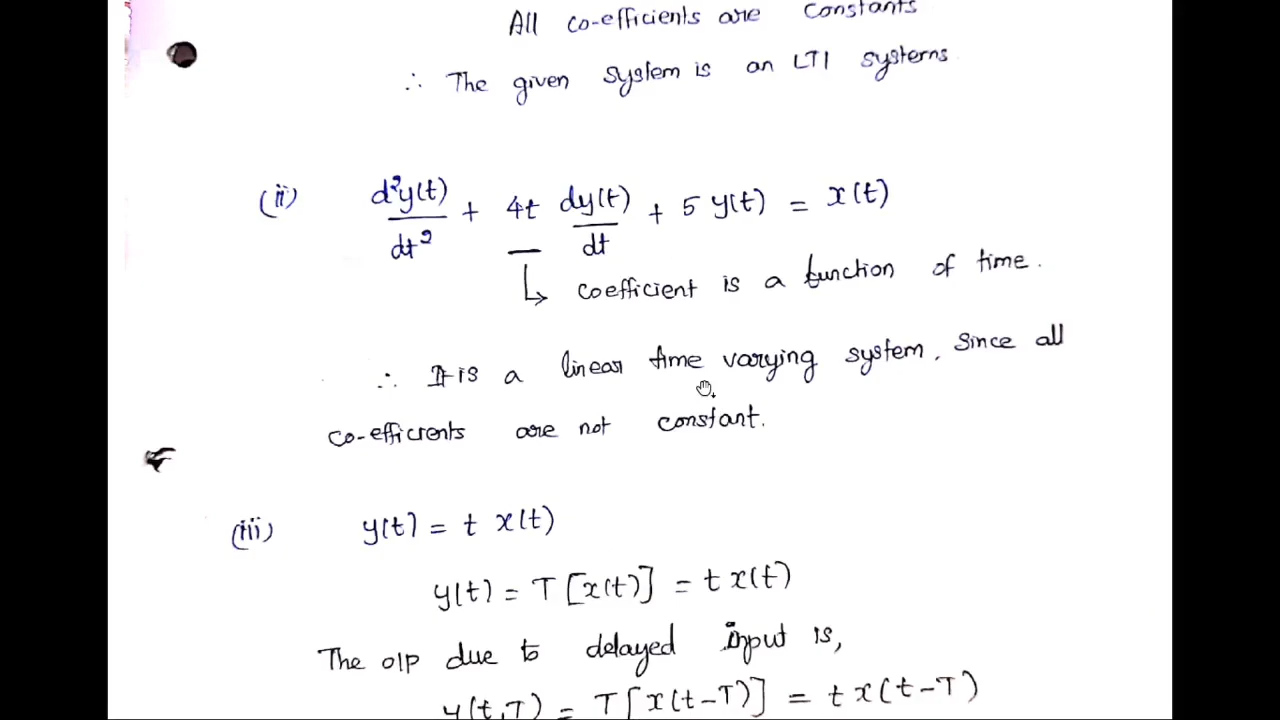 All co-efficients are constants
∴ The given system is an LTI systems
(ii) d²y(t)/dt² + 4t dy(t)/dt + 5 y(t) = x(t)
↳ coefficient is a function of time.
∴ It is a linear time varying system, since all
co-efficients are not constant.
(iii) y(t) = t x(t)
y(t) = T[x(t)] = t x(t)
The o/p due to delayed input is,
y(t,T) = T[x(t-T)] = t x(t-T)